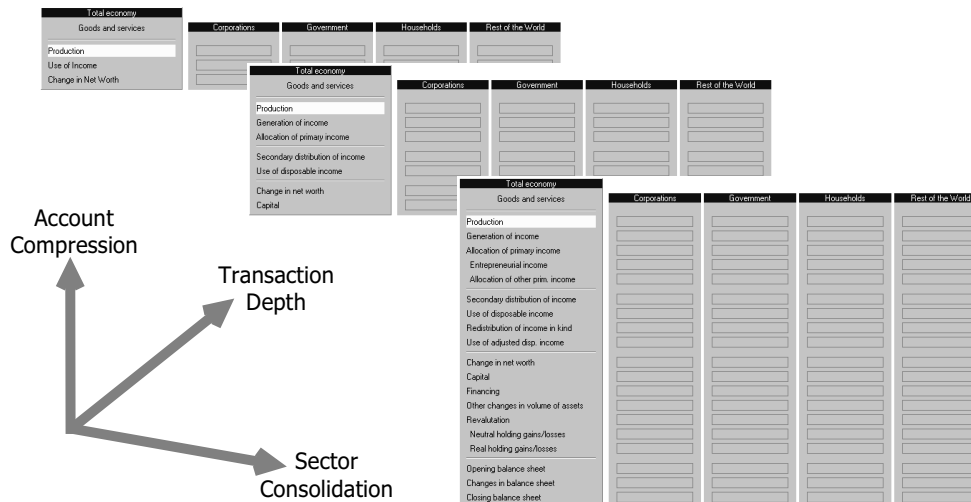 Total economy
Goods and services
Production
Use of Income
Change in Net Worth
Corporations
Government
Households
Rest of the World
Total economy
Goods and services
Production
Generation of income
Allocation of primary income
Secondary distribution of income
Use of disposable income
Change in net worth
Capital
Corporations
Government
Households
Rest of the World
Total economy
Goods and services
Production
Generation of income
Allocation of primary income
Entrepreneurial income
Allocation of other prim. income
Secondary distribution of income
Use of disposable income
Redistribution of income in kind
Use of adjusted disp. income
Change in net worth
Capital
Financing
Other changes in volume of assets
Revalutation
Neutral holding gains/losses
Real holding gains/losses
Opening balance sheet
Changes in balance sheet
Closing balance sheet
Corporations
Government
Households
Rest of the World
Account
Compression
Transaction
Depth
Sector
Consolidation